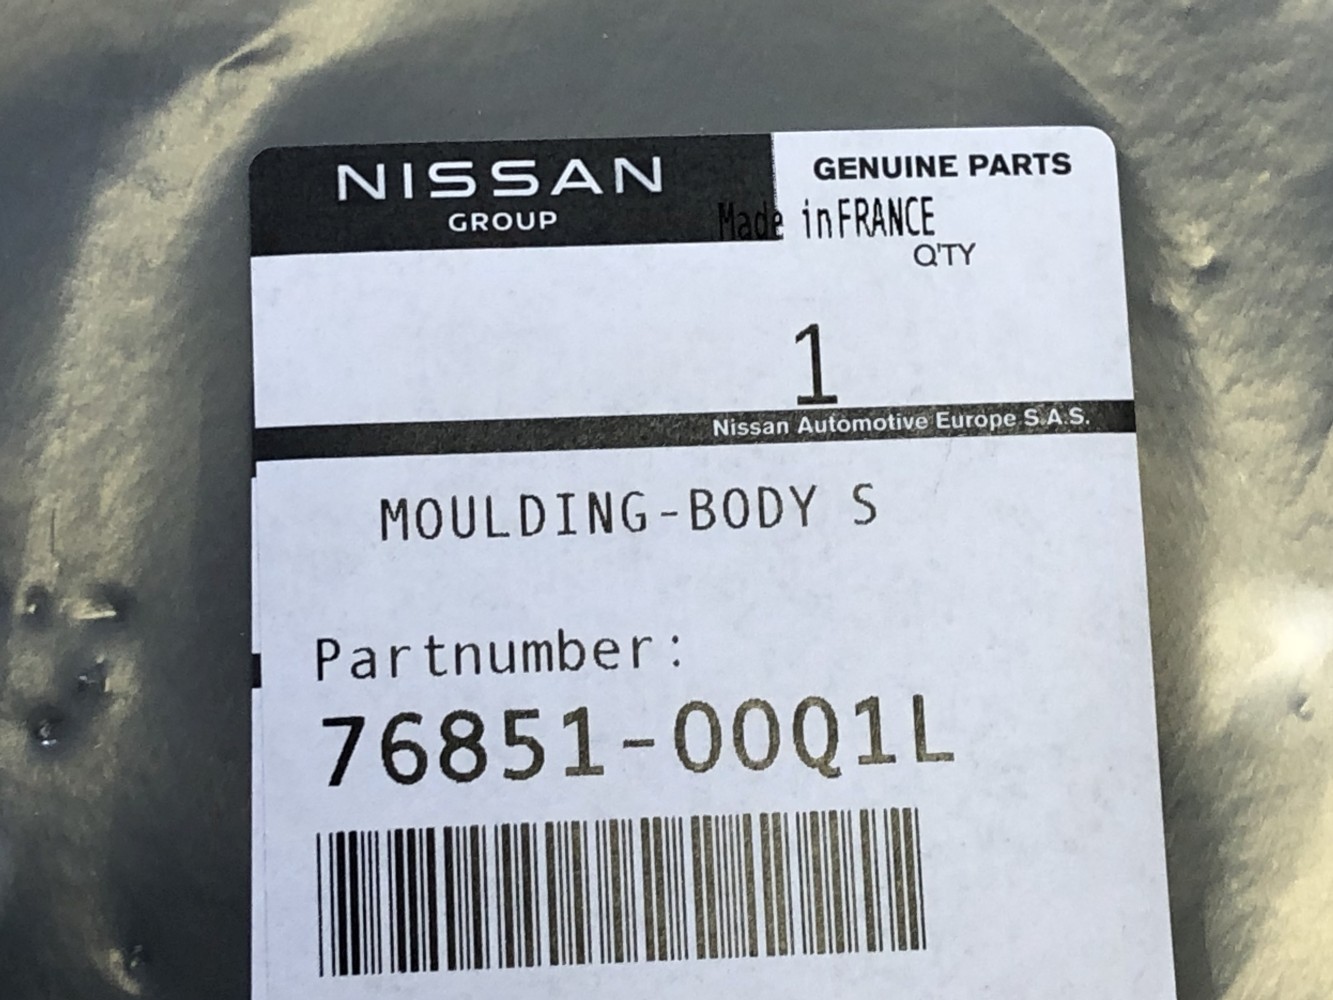 NISSAN
GROUP
GENUINE PARTS
Made in FRANCE
Q'TY
1
Nissan Automotive Europe S.A.S.
MOULDING-BODY S
Partnumber:
76851-00Q1L